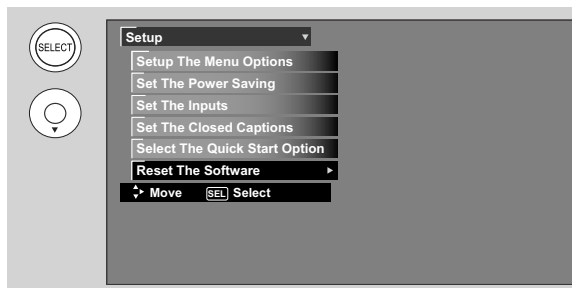 SELECT
Setup
Setup The Menu Options
Set The Power Saving
Set The Inputs
Set The Closed Captions
Select The Quick Start Option
Reset The Software
Move SEL Select